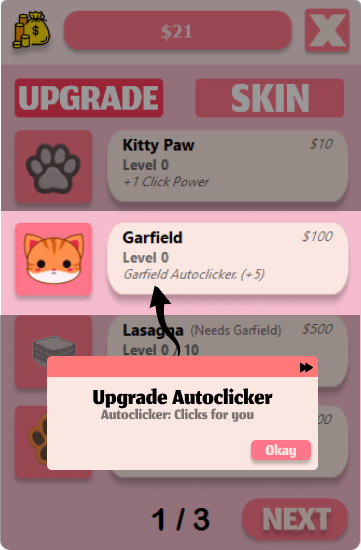 $21
X
UPGRADE
SKIN
Kitty Paw $10
Level 0
+1 Click Power
Garfield $100
Level 0
Garfield Autoclicker. (+5)
Lasagna (Needs Garfield) $500
Level 0 / 10
Upgrade Autoclicker
Autoclicker: Clicks for you
Okay
1 / 3
NEXT